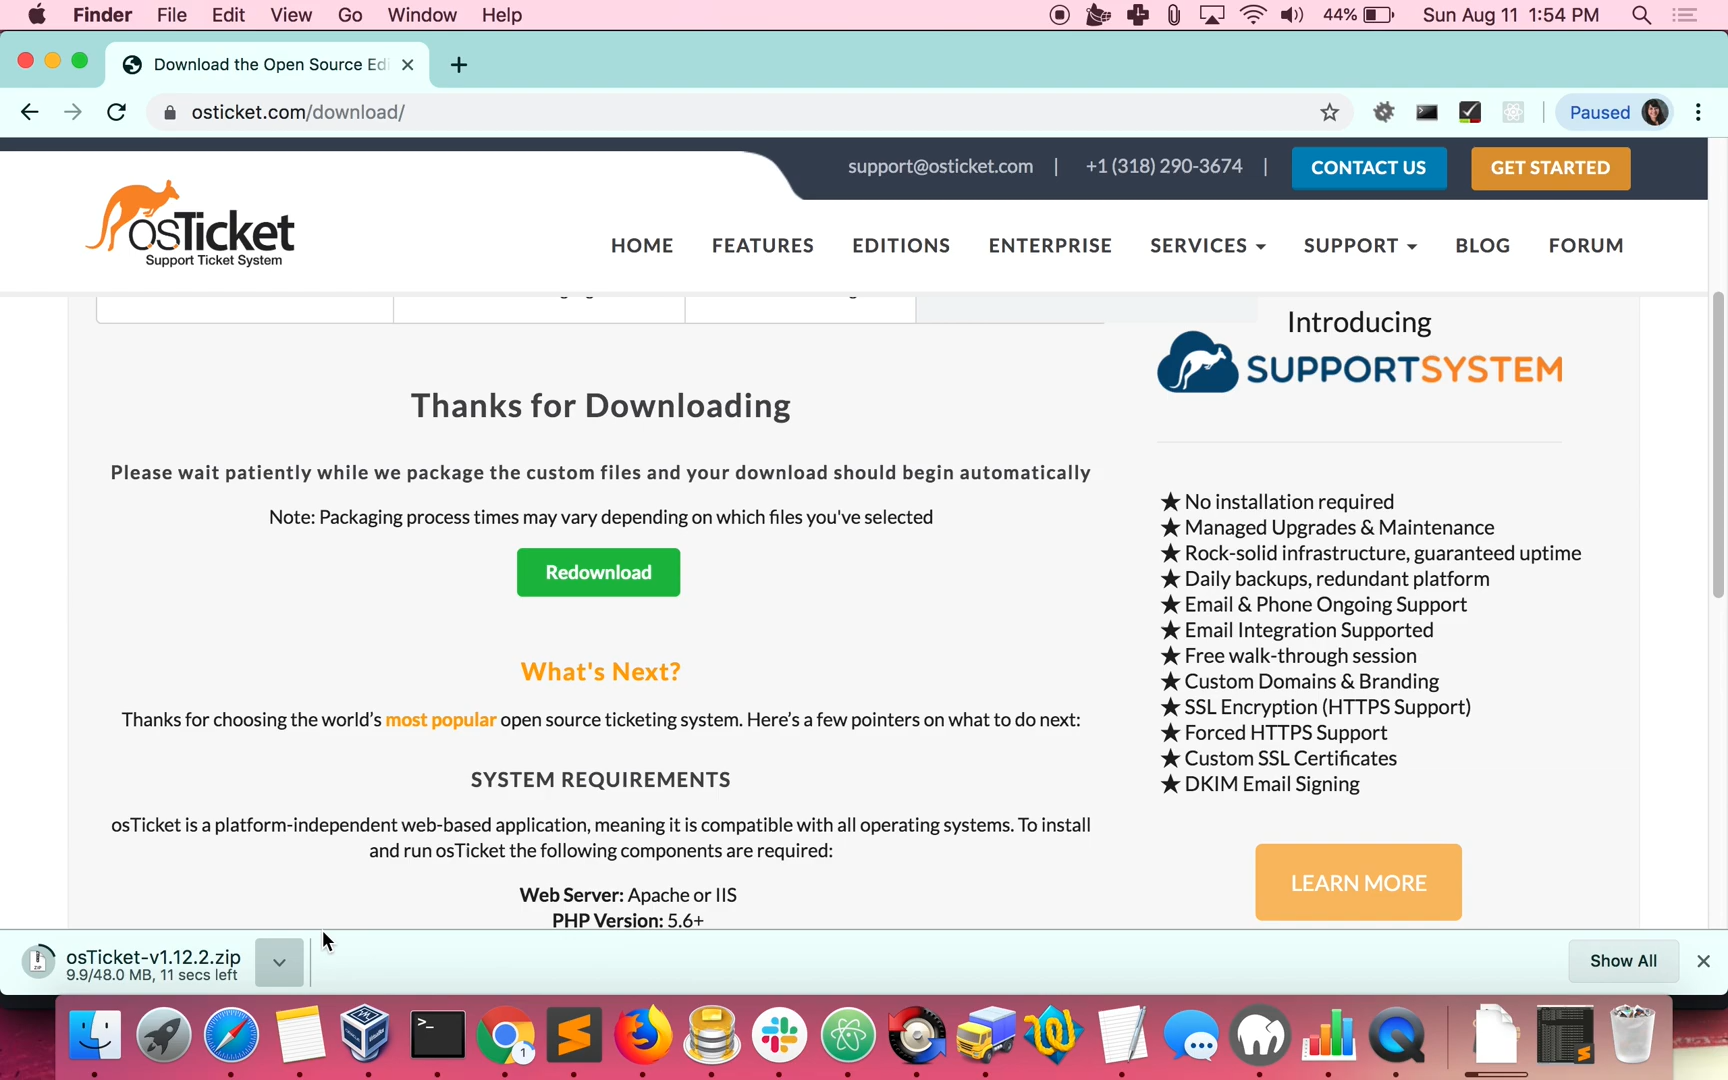 Finder File Edit View Go Window Help 44% Sun Aug 11 1:54 PM
Download the Open Source Edi
osticket.com/download/ Paused
support@osticket.com | +1 (318) 290-3674 | CONTACT US GET STARTED
osTicket
Support Ticket System
HOME FEATURES EDITIONS ENTERPRISE SERVICES SUPPORT BLOG FORUM
Introducing
SUPPORTSYSTEM
Thanks for Downloading
Please wait patiently while we package the custom files and your download should begin automatically
Note: Packaging process times may vary depending on which files you've selected
Redownload
What's Next?
Thanks for choosing the world's most popular open source ticketing system. Here's a few pointers on what to do next:
SYSTEM REQUIREMENTS
osTicket is a platform-independent web-based application, meaning it is compatible with all operating systems. To install
and run osTicket the following components are required:
Web Server: Apache or IIS
PHP Version: 5.6+
★ No installation required
★ Managed Upgrades & Maintenance
★ Rock-solid infrastructure, guaranteed uptime
★ Daily backups, redundant platform
★ Email & Phone Ongoing Support
★ Email Integration Supported
★ Free walk-through session
★ Custom Domains & Branding
★ SSL Encryption (HTTPS Support)
★ Forced HTTPS Support
★ Custom SSL Certificates
★ DKIM Email Signing
LEARN MORE
ZIP
osTicket-v1.12.2.zip
9.9/48.0 MB, 11 secs left
Show All
>_
1